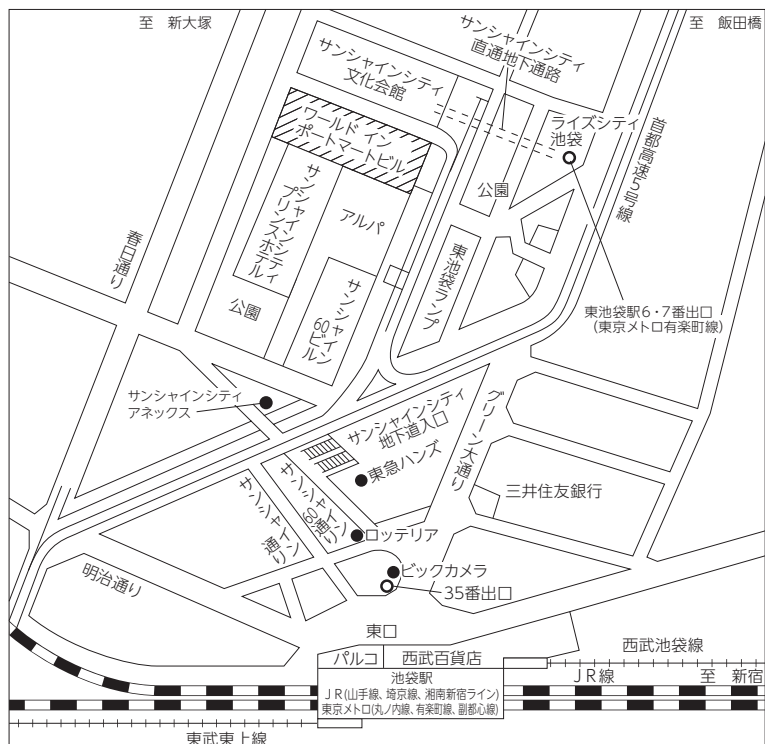 至 新大塚
至 飯田橋
サンシャインシティ
文化会館
サンシャインシティ
直通地下通路
ワールド イン
ポートマートビル
ライズシティ
池袋
首都高速5号線
公園
サンシャインシティ
プリンスホテル
アルパ
春日通り
東池袋ランプ
公園
サンシャイン
60ビル
東池袋駅6・7番出口
(東京メトロ有楽町線)
サンシャインシティ
アネックス
サンシャインシティ
地下道入口
グリーン大通り
東急ハンズ
三井住友銀行
サンシャイン
通り
サンシャイン
60通り
ロッテリア
ビックカメラ
35番出口
明治通り
東口
パルコ
西武百貨店
西武池袋線
池袋駅
JR(山手線、埼京線、湘南新宿ライン)
東京メトロ(丸ノ内線、有楽町線、副都心線)
JR線
至 新宿
東武東上線